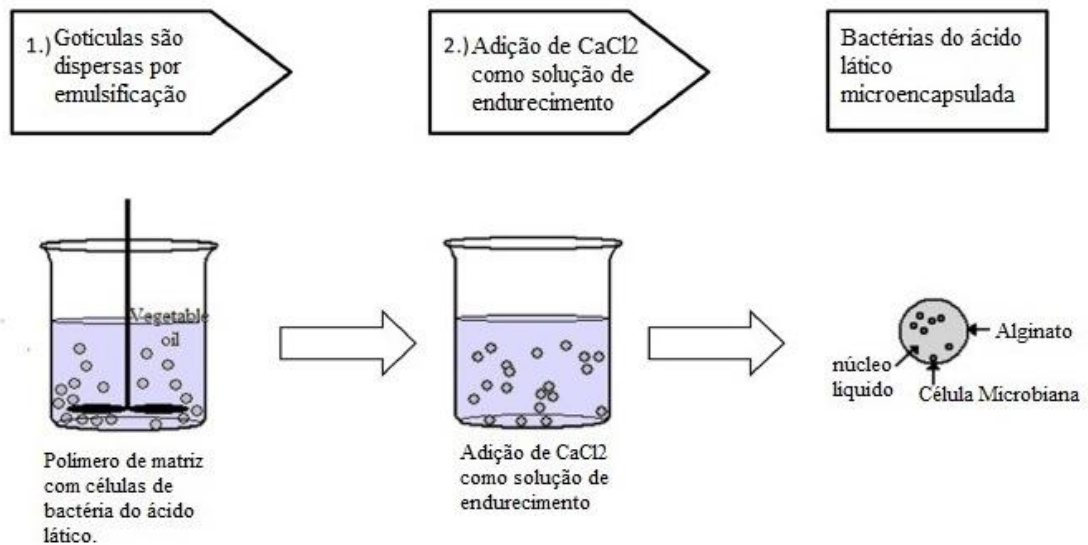 1.) Gotículas são
dispersas por
emulsificação
2.) Adição de CaCl2
como solução de
endurecimento
Bactérias do ácido
lático
microencapsulada
Vegetable
oil
Polímero de matriz
com células de
bactéria do ácido
lático.
Adição de CaCl2
como solução de
endurecimento
Alginato
núcleo
liquido
Célula Microbiana